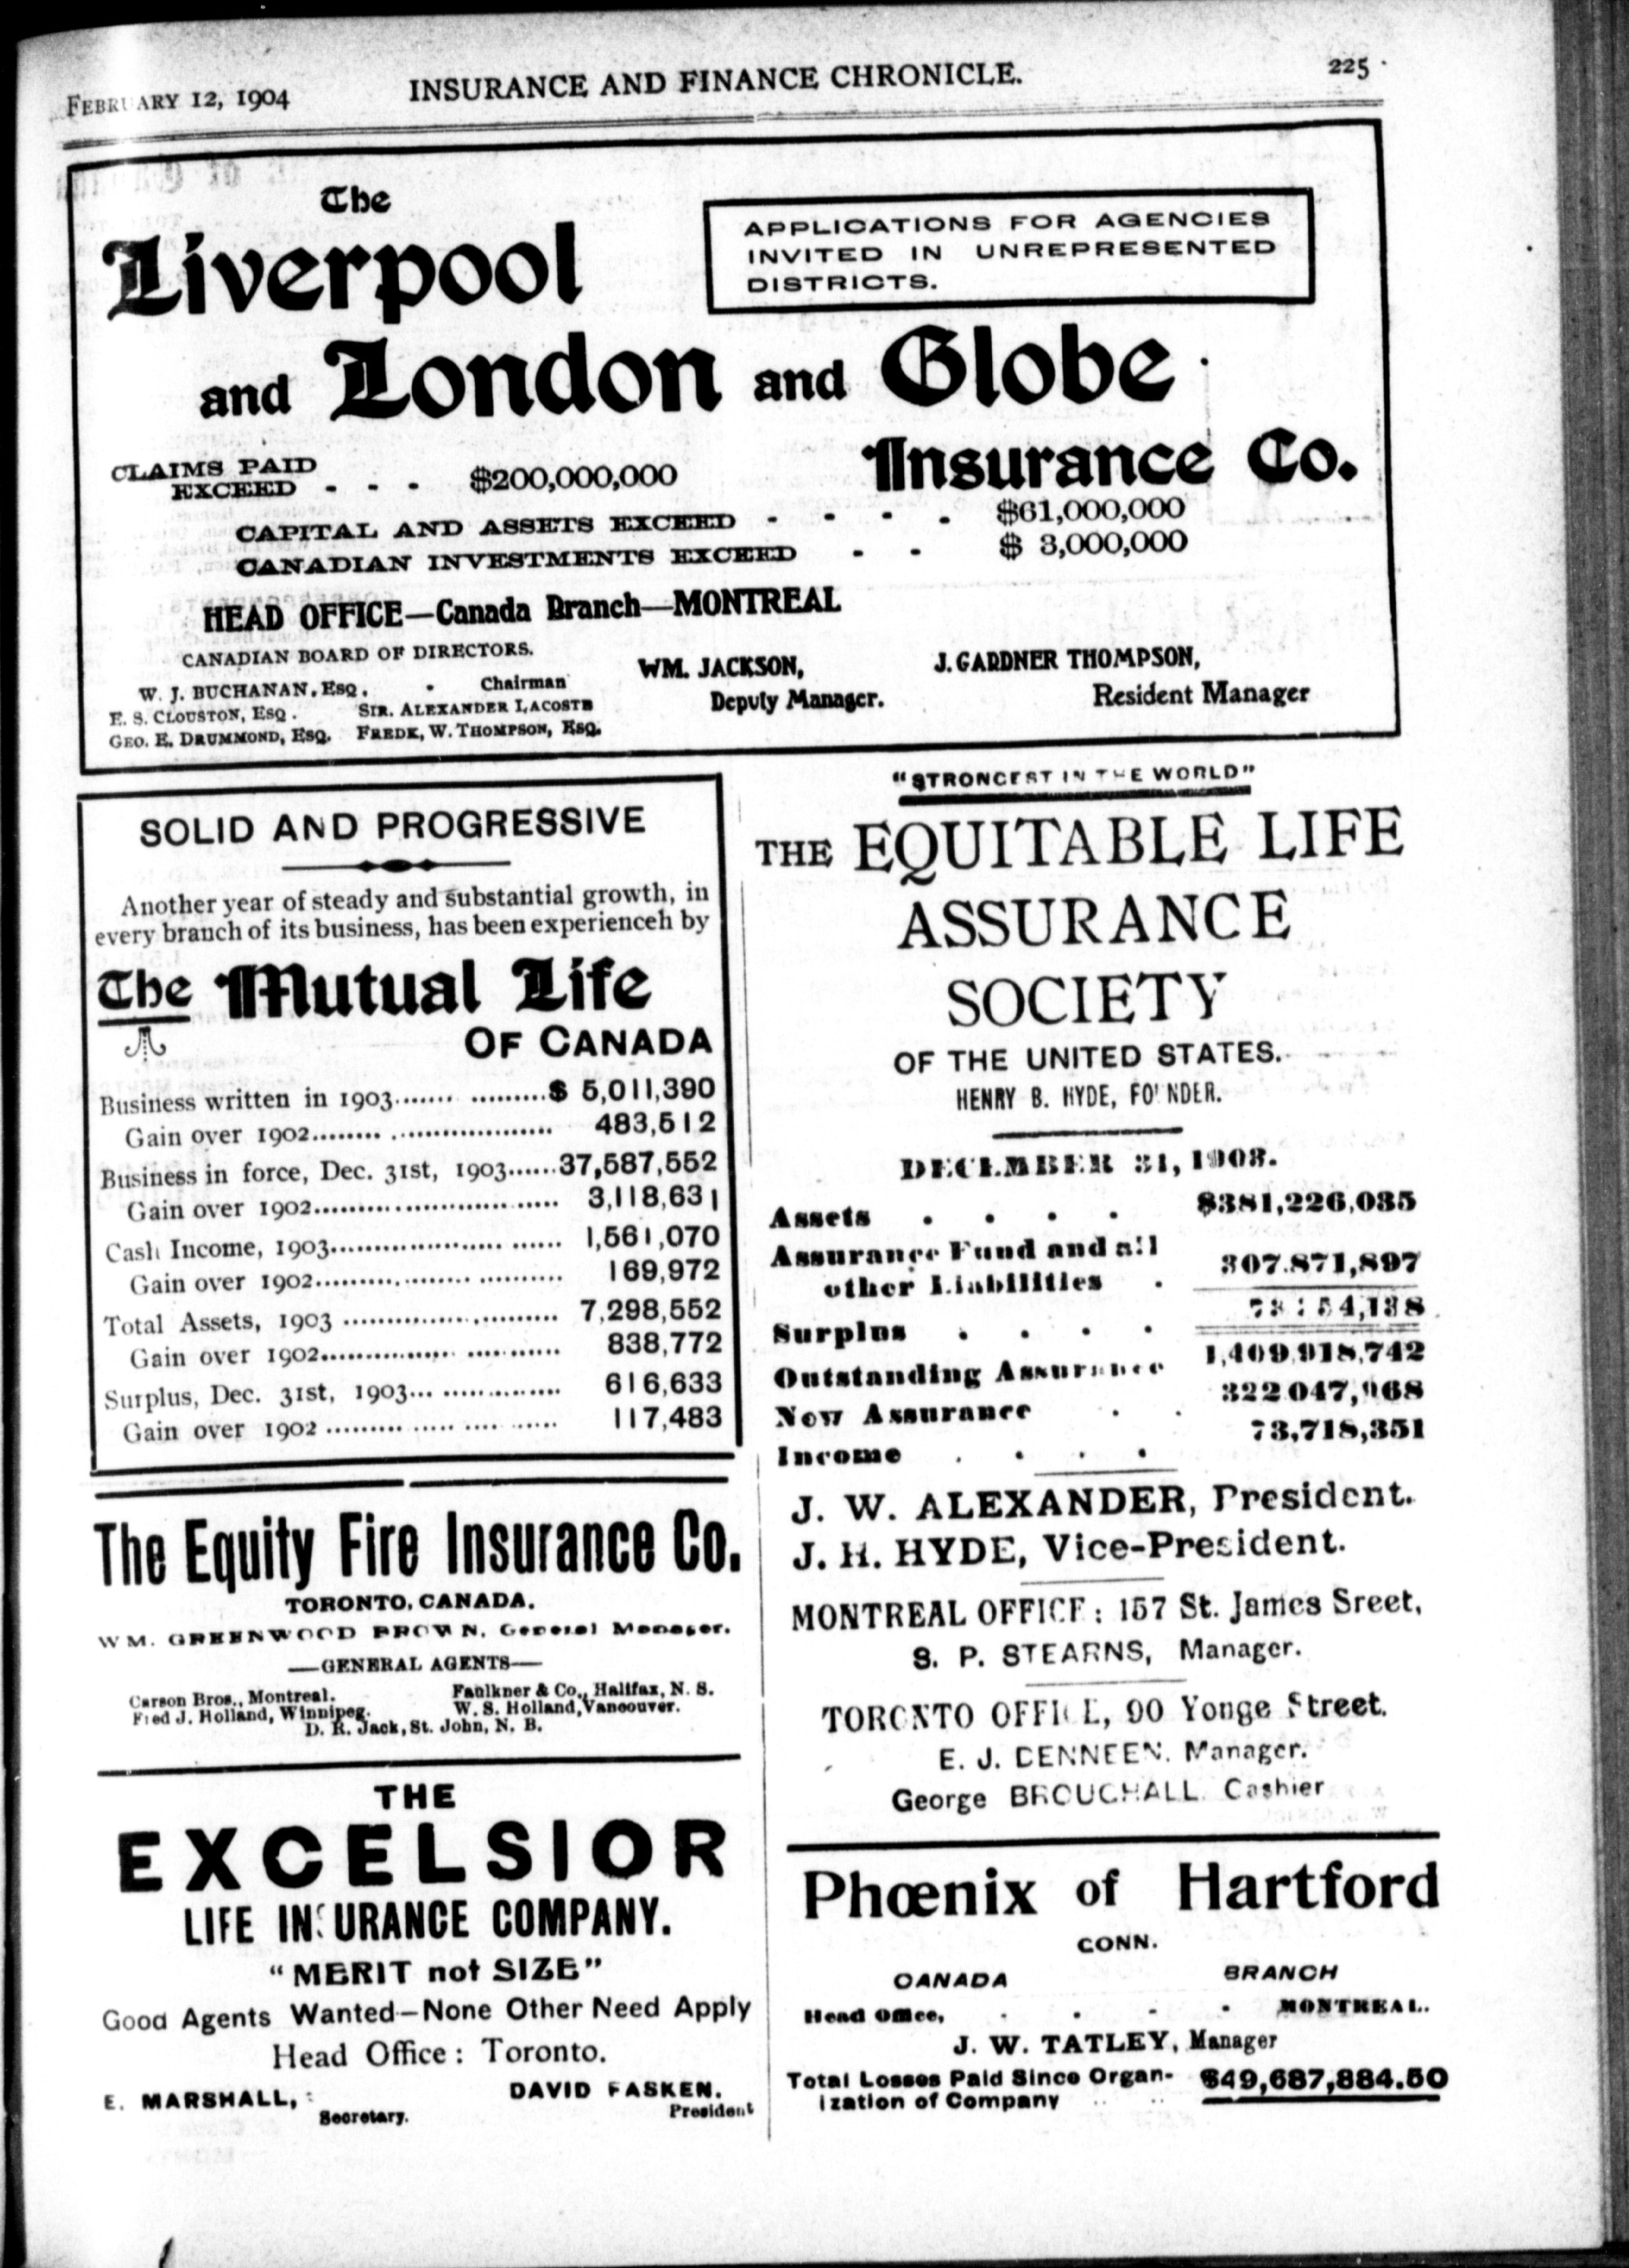 FEBRUARY 12, 1904
INSURANCE AND FINANCE CHRONICLE.
225
The
Liverpool
and London and Globe
Insurance Co.
APPLICATIONS FOR AGENCIES
INVITED IN UNREPRESENTED
DISTRICTS.
CLAIMS PAID
EXCEED - - - $200,000,000
CAPITAL AND ASSETS EXCEED - - - - $61,000,000
CANADIAN INVESTMENTS EXCEED - - $ 3,000,000
HEAD OFFICE—Canada Branch—MONTREAL
CANADIAN BOARD OF DIRECTORS.
W. J. BUCHANAN, Esq. - Chairman
E. S. CLOUSTON, ESQ. SIR. ALEXANDER LACOSTE
GEO. E. DRUMMOND, ESQ. FREDK, W. THOMPSON, ESQ.
WM. JACKSON,
Deputy Manager.
J. GARDNER THOMPSON,
Resident Manager
SOLID AND PROGRESSIVE
Another year of steady and substantial growth, in
every branch of its business, has been experienceh by
The Mutual Life
OF CANADA
Business written in 1903................$ 5,011,390
Gain over 1902........................... 483,512
Business in force, Dec. 31st, 1903......37,587,552
Gain over 1902........................... 3,118,631
Cash Income, 1903........................ 1,561,070
Gain over 1902........................... 169,972
Total Assets, 1903 ........................ 7,298,552
Gain over 1902........................... 838,772
Surplus, Dec. 31st, 1903................. 616,633
Gain over 1902 ........................ 117,483
The Equity Fire Insurance Co.
TORONTO, CANADA.
WM. GREENWOOD BROWN, General Manager.
—GENERAL AGENTS—
Carson Bros., Montreal. Faulkner & Co., Halifax, N. S.
Fred J. Holland, Winnipeg. W. S. Holland, Vancouver.
D. R. Jack, St. John, N. B.
THE
EXCELSIOR
LIFE INSURANCE COMPANY.
"MERIT not SIZE"
Good Agents Wanted—None Other Need Apply
Head Office : Toronto.
E. MARSHALL,
Secretary.
DAVID FASKEN.
President
"STRONGEST IN THE WORLD"
THE EQUITABLE LIFE
ASSURANCE
SOCIETY
OF THE UNITED STATES.
HENRY B. HYDE, FOUNDER.
DECEMBER 31, 1903.
Assets . . . . $381,226,035
Assurance Fund and all
other Liabilities . 307,871,897
Surplus . . . .
Outstanding Assurance 1,409,918,742
New Assurance . . 322,047,968
Income . . . . 73,718,351
J. W. ALEXANDER, President.
J. H. HYDE, Vice-President.
MONTREAL OFFICE : 157 St. James Sreet,
S. P. STEARNS, Manager.
TORONTO OFFICE, 90 Yonge Street.
E. J. DENNEEN, Manager.
George BROUGHALL, Cashier
Phœnix of Hartford
CONN.
CANADA BRANCH
Head Office, . . - . MONTREAL.
J. W. TATLEY, Manager
Total Losses Paid Since Organ-
ization of Company $49,687,884.50